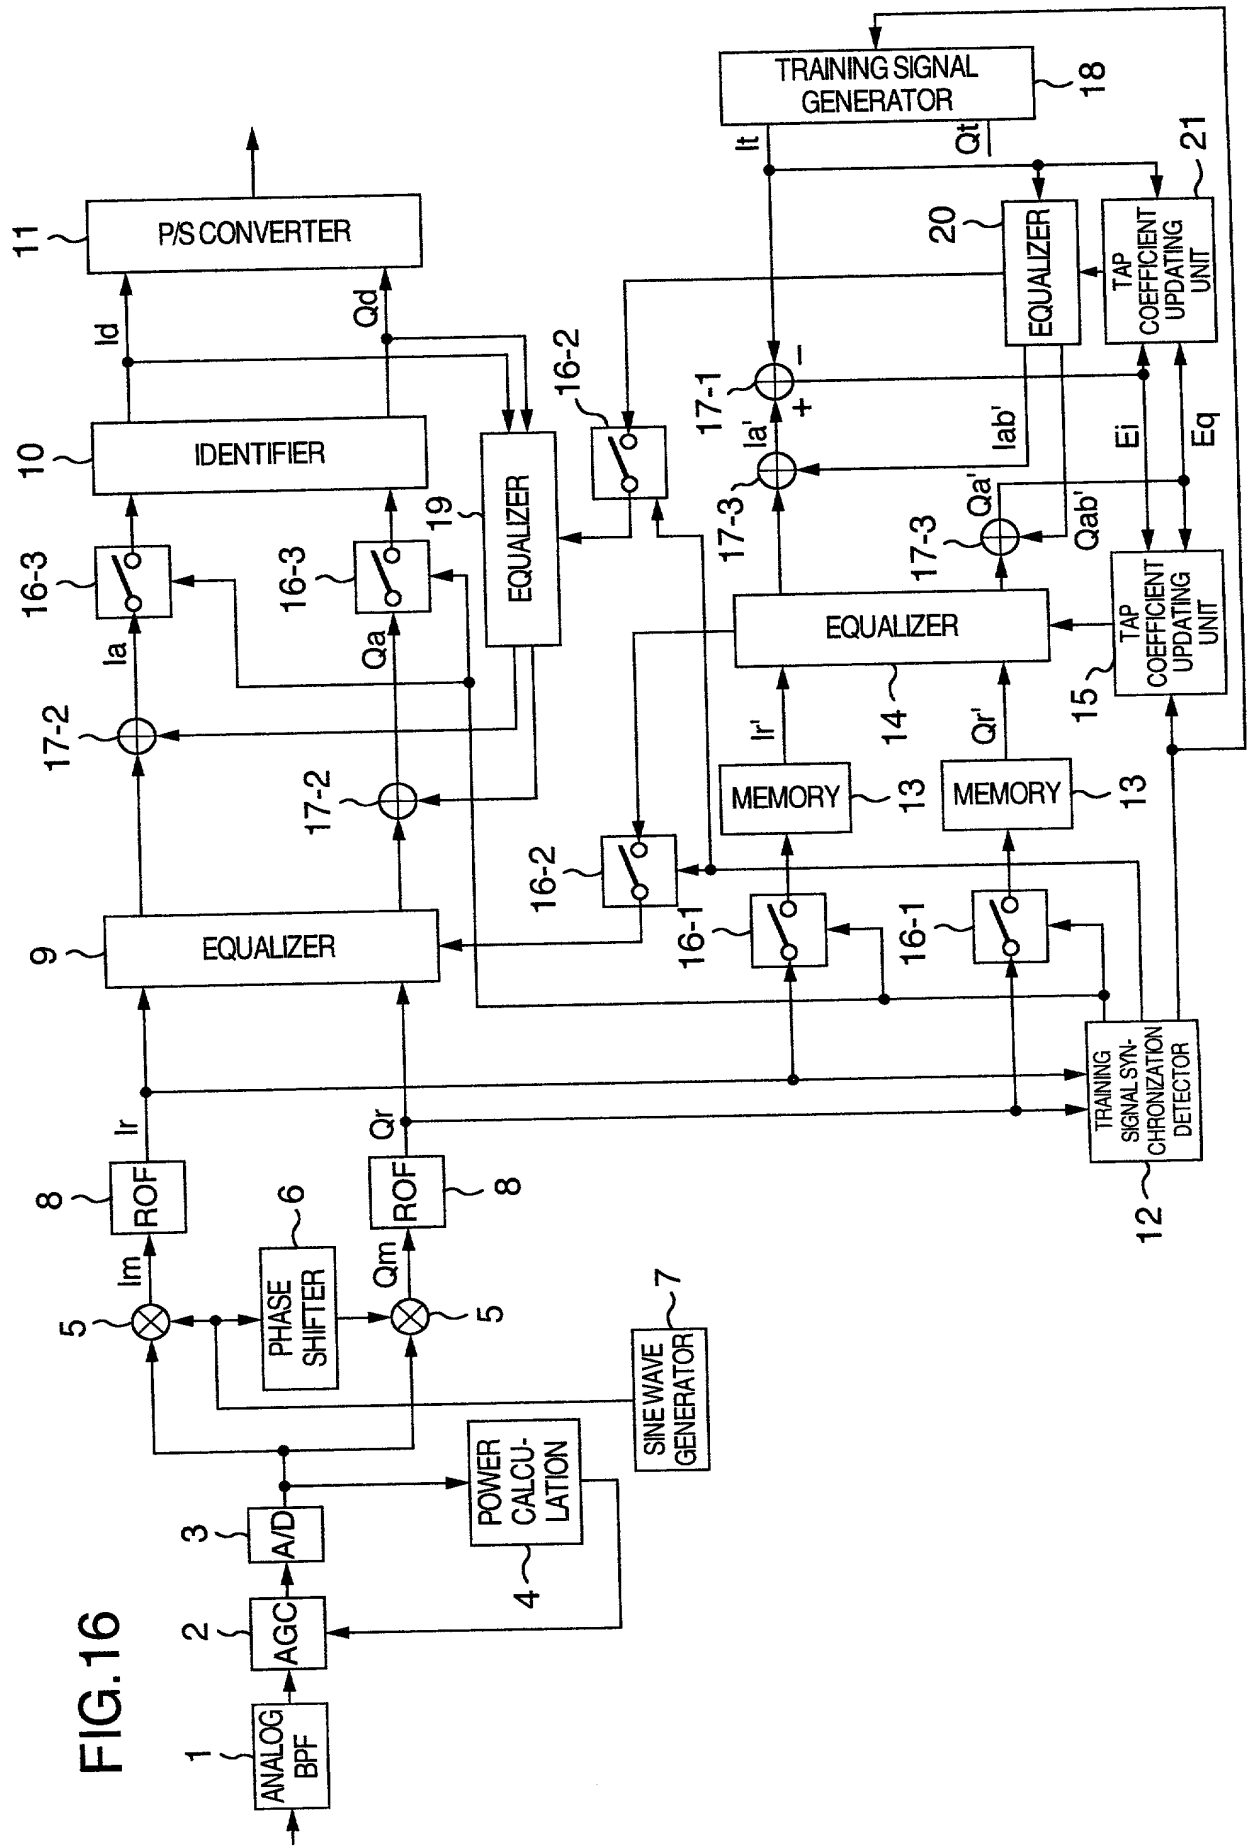 FIG.16
1
ANALOG
BPF
2
AGC
3
A/D
4
POWER
CALCU-
LATION
5
Im
PHASE
SHIFTER
6
5
Qm
SINE WAVE
GENERATOR
7
8
ROF
Ir
ROF
8
Qr
9
EQUALIZER
17-2
Ia
17-2
Qa
16-3
16-3
10
IDENTIFIER
Id
Qd
11
P/S CONVERTER
19
EQUALIZER
16-2
16-2
12
TRAINING
SIGNAL SYN-
CHRONIZATION
DETECTOR
16-1
16-1
MEMORY
13
MEMORY
13
Ir'
Qr'
14
EQUALIZER
15
TAP
COEFFICIENT
UPDATING
UNIT
17-3
Ia'
17-3
Qa'
17-1
+
−
Iab'
Qab'
Ei
Eq
20
EQUALIZER
TAP
COEFFICIENT
UPDATING
UNIT
21
It
Qt
TRAINING SIGNAL
GENERATOR
18